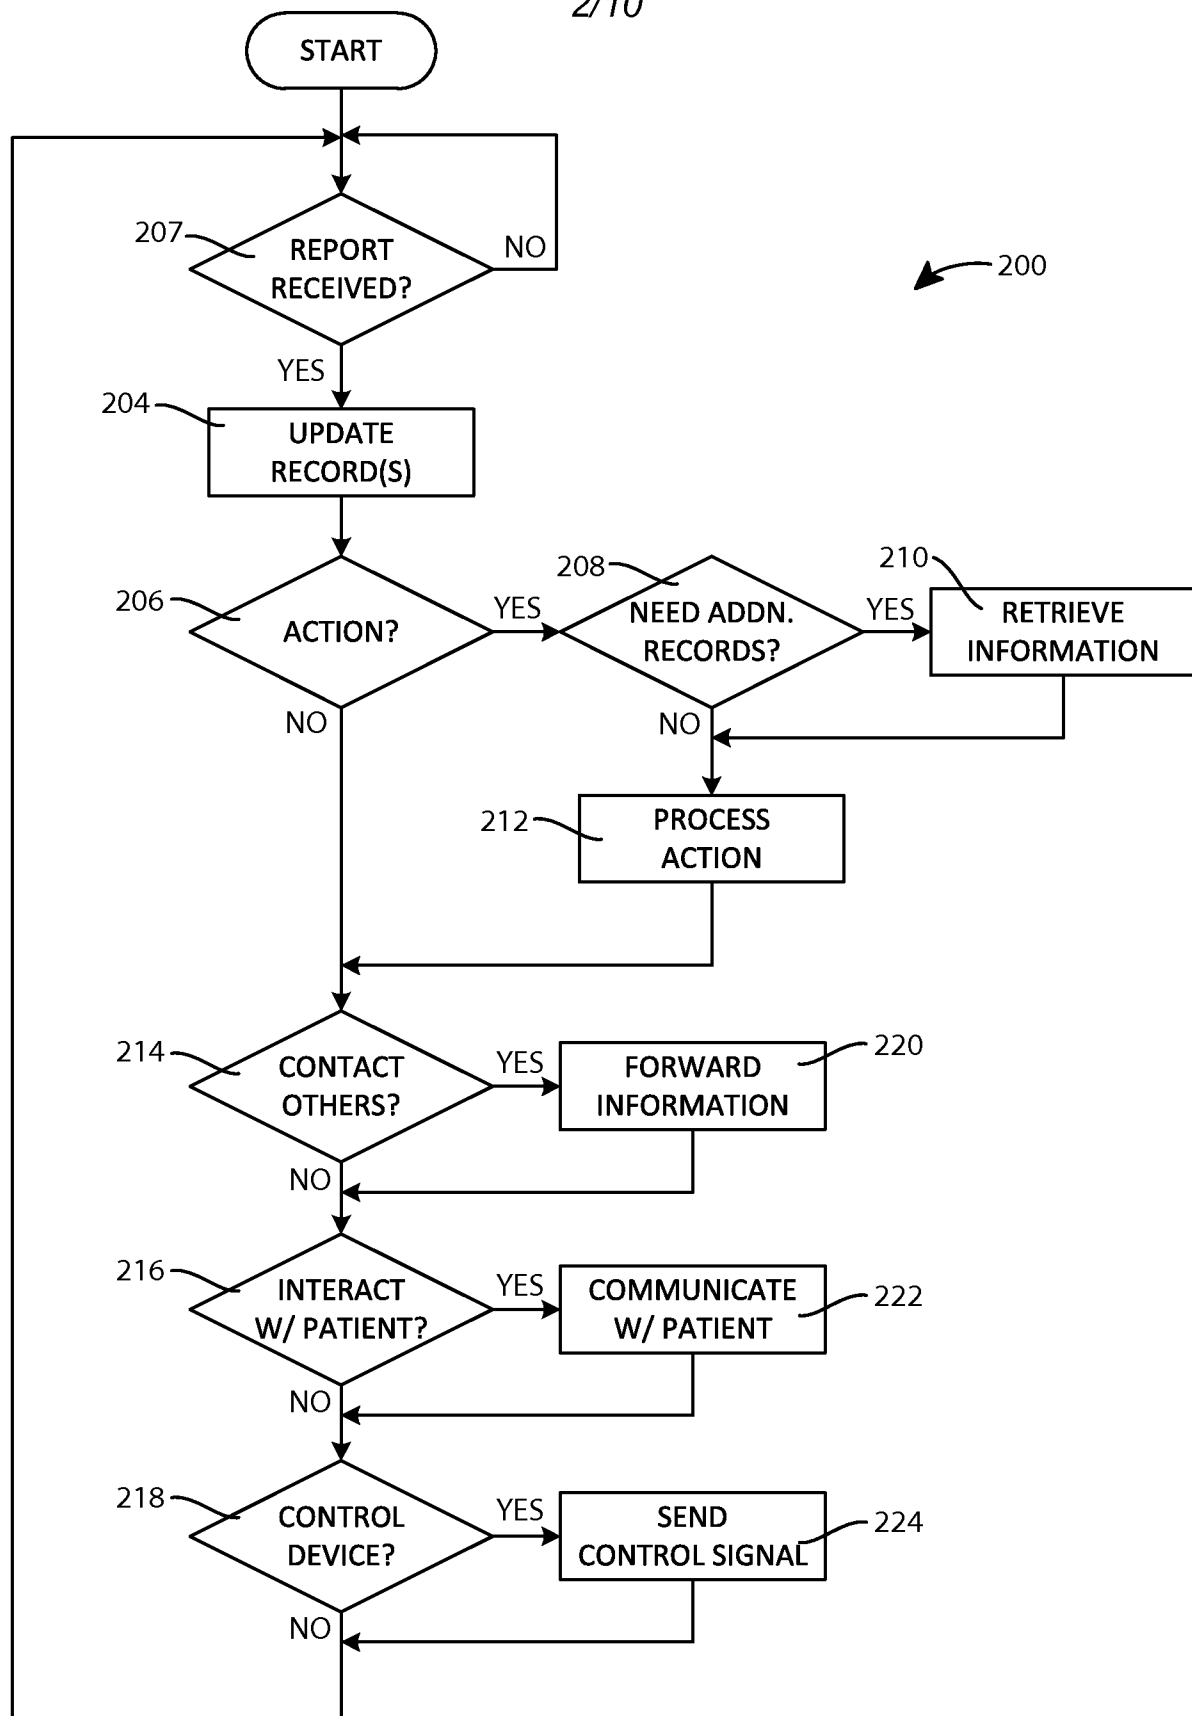 2/10
START
207
REPORT
RECEIVED?
NO
200
YES
204
UPDATE
RECORD(S)
206
ACTION?
YES
208
NEED ADDN.
RECORDS?
YES
210
RETRIEVE
INFORMATION
NO
NO
212
PROCESS
ACTION
214
CONTACT
OTHERS?
YES
FORWARD
INFORMATION
220
NO
216
INTERACT
W/ PATIENT?
YES
COMMUNICATE
W/ PATIENT
222
NO
218
CONTROL
DEVICE?
YES
SEND
CONTROL SIGNAL
224
NO